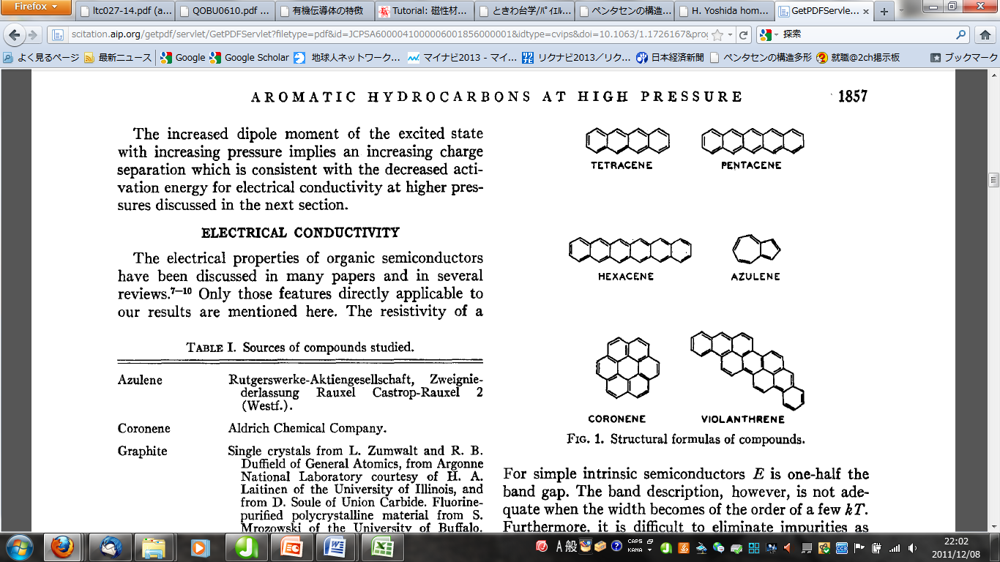 Firefox
ltc027-14.pdf (a...
QOBU0610.pdf ...
有機伝導体の特徴
Tutorial: 磁性材...
ときわ台学/ﾊﾟｲｴﾙ...
ペンタセンの構造...
H. Yoshida hom...
GetPDFServle...
scitation.aip.org/getpdf/servlet/GetPDFServlet?filetype=pdf&id=JCPSA6000041000006001856000001&idtype=cvips&doi=10.1063/1.1726167&prog
探索
よく見るページ
最新ニュース
Google
Google Scholar
地球人ネットワーク...
マイナビ2013 - マイ...
リクナビ2013／リク...
日本経済新聞
ペンタセンの構造多形
就職@2ch掲示板
ブックマーク
AROMATIC HYDROCARBONS AT HIGH PRESSURE
1857
The increased dipole moment of the excited state
with increasing pressure implies an increasing charge
separation which is consistent with the decreased acti-
vation energy for electrical conductivity at higher pres-
sures discussed in the next section.
ELECTRICAL CONDUCTIVITY
The electrical properties of organic semiconductors
have been discussed in many papers and in several
reviews.⁷⁻¹⁰ Only those features directly applicable to
our results are mentioned here. The resistivity of a
TABLE I. Sources of compounds studied.
Azulene
Rutgerswerke-Aktiengesellschaft, Zweignie-
derlassung Rauxel Castrop-Rauxel 2
(Westf.).
Coronene
Aldrich Chemical Company.
Graphite
Single crystals from L. Zumwalt and R. B.
Duffield of General Atomics, from Argonne
National Laboratory courtesy of H. A.
Laitinen of the University of Illinois, and
from D. Soule of Union Carbide. Fluorine-
purified polycrystalline material from S.
Mrozowski of the University of Buffalo.
TETRACENE
PENTACENE
HEXACENE
AZULENE
CORONENE
VIOLANTHRENE
FIG. 1. Structural formulas of compounds.
For simple intrinsic semiconductors E is one-half the
band gap. The band description, however, is not ade-
quate when the width becomes of the order of a few kT.
Furthermore, it is difficult to eliminate impurities as
A 般
CAPS
KANA
22:02
2011/12/08